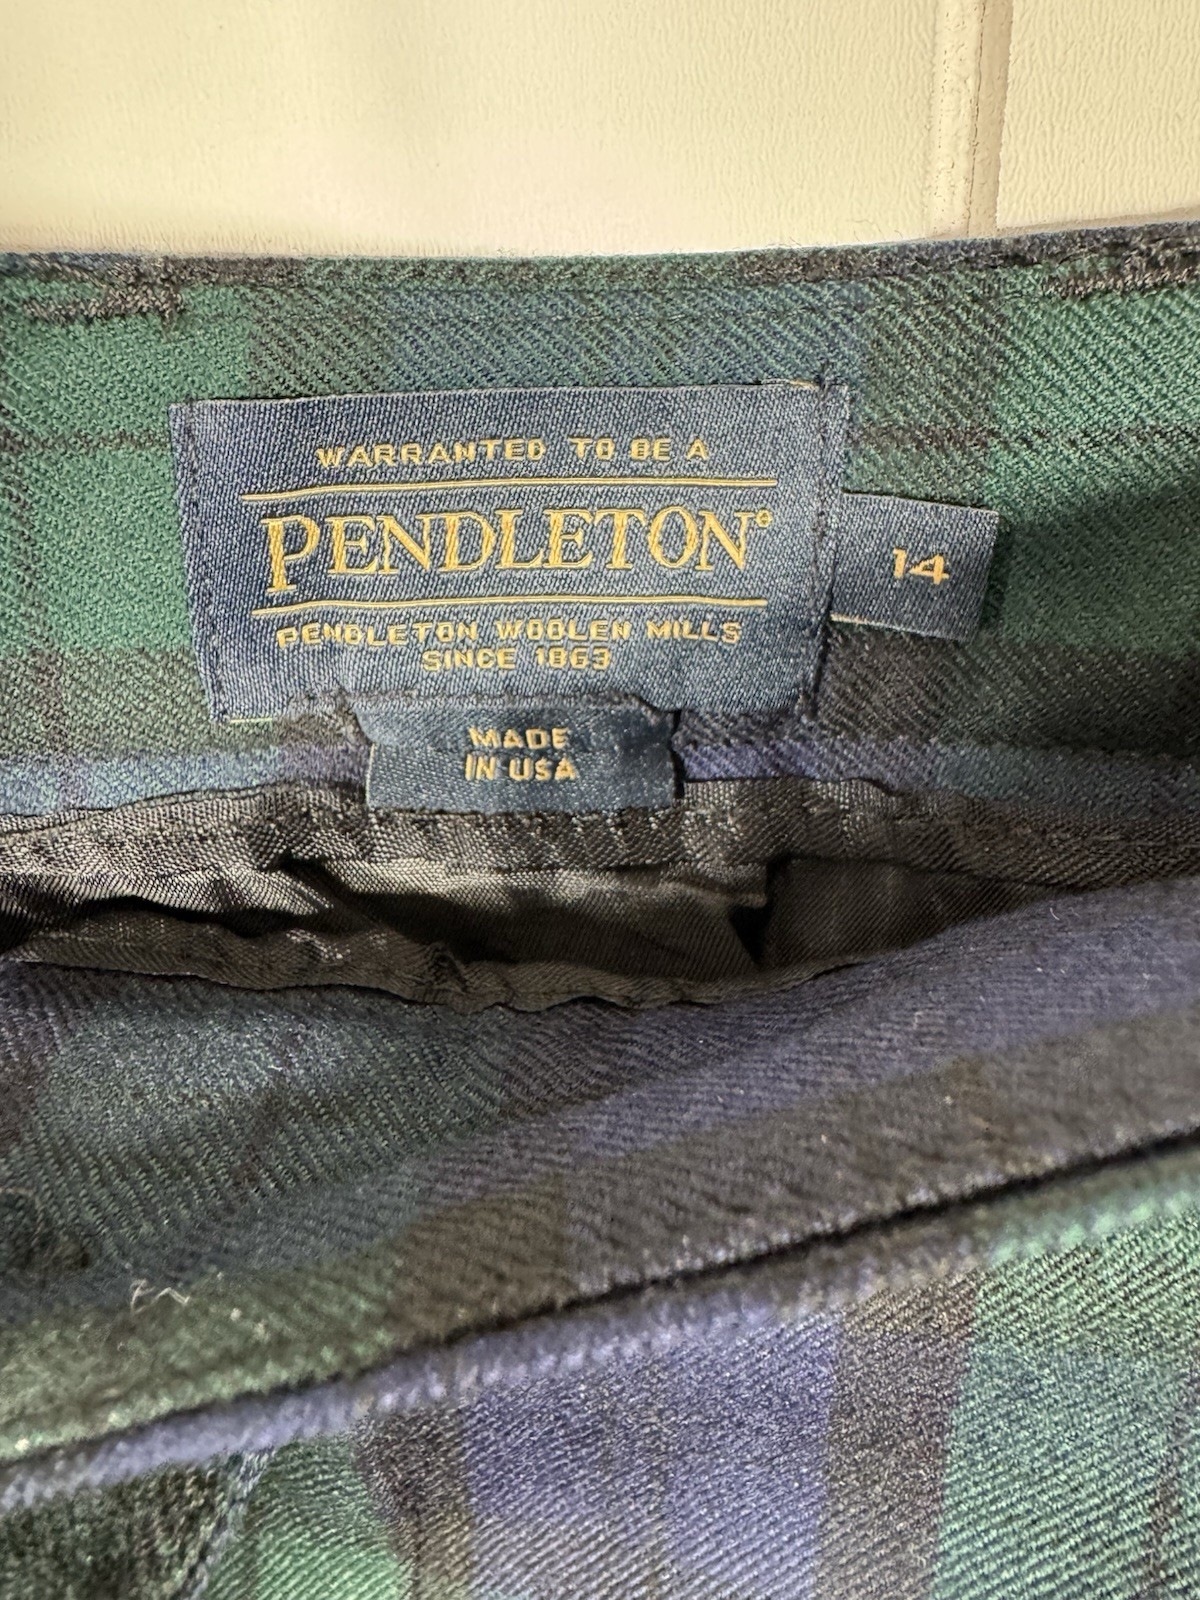 WARRANTED TO BE A
PENDLETON®
14
PENDLETON WOOLEN MILLS
SINCE 1863
MADE
IN USA